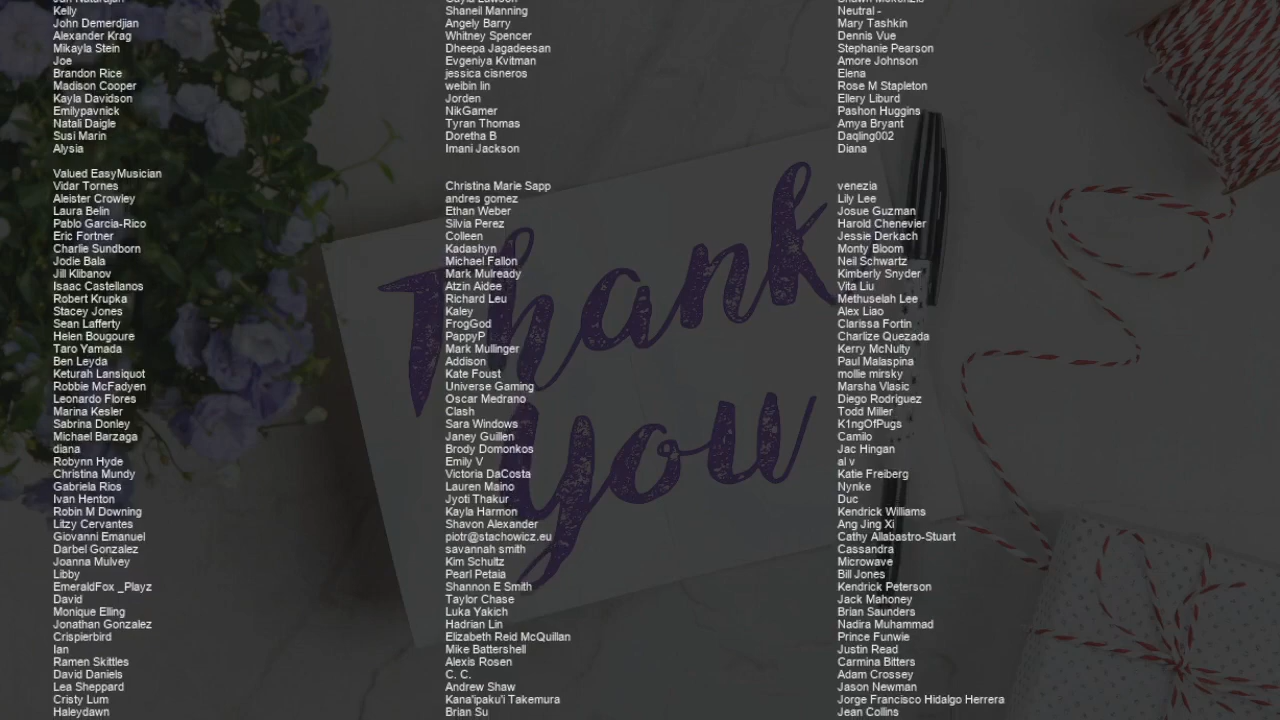 Kelly
John Demerdjian
Alexander Krag
Mikayla Stein
Joe
Brandon Rice
Madison Cooper
Kayla Davidson
Emilypavnick
Natali Daigle
Susi Marin
Alysia
Shaneil Manning
Angely Barry
Whitney Spencer
Dheepa Jagadeesan
Evgeniya Kvitman
jessica cisneros
weibin lin
Jorden
NikGamer
Tyran Thomas
Doretha B
Imani Jackson
Neutral -
Mary Tashkin
Dennis Vue
Stephanie Pearson
Amore Johnson
Elena
Rose M Stapleton
Ellery Liburd
Pashon Huggins
Amya Bryant
Daqling002
Diana
Valued EasyMusician
Vidar Tornes
Aleister Crowley
Laura Belin
Pablo Garcia-Rico
Eric Fortner
Charlie Sundborn
Jodie Bala
Jill Klibanov
Isaac Castellanos
Robert Krupka
Stacey Jones
Sean Lafferty
Helen Bougoure
Taro Yamada
Ben Leyda
Keturah Lansiquot
Robbie McFadyen
Leonardo Flores
Marina Kesler
Sabrina Donley
Michael Barzaga
diana
Robynn Hyde
Christina Mundy
Gabriela Rios
Ivan Henton
Robin M Downing
Litzy Cervantes
Giovanni Emanuel
Darbel Gonzalez
Joanna Mulvey
Libby
EmeraldFox _Playz
David
Monique Elling
Jonathan Gonzalez
Crispierbird
Ian
Ramen Skittles
David Daniels
Lea Sheppard
Cristy Lum
Haleydawn
Christina Marie Sapp
andres gomez
Ethan Weber
Silvia Perez
Colleen
Kadashyn
Michael Fallon
Mark Mulready
Atzin Aidee
Richard Leu
Kaley
FrogGod
PappyP
Mark Mullinger
Addison
Kate Foust
Universe Gaming
Oscar Medrano
Clash
Sara Windows
Janey Guillen
Brody Domonkos
Emily V
Victoria DaCosta
Lauren Maino
Jyoti Thakur
Kayla Harmon
Shavon Alexander
piotr@stachowicz.eu
savannah smith
Kim Schultz
Pearl Petaia
Shannon E Smith
Taylor Chase
Luka Yakich
Hadrian Lin
Elizabeth Reid McQuillan
Mike Battershell
Alexis Rosen
C. C.
Andrew Shaw
Kana'ipaku'i Takemura
Brian Su
venezia
Lily Lee
Josue Guzman
Harold Chenevier
Jessie Derkach
Monty Bloom
Neil Schwartz
Kimberly Snyder
Vita Liu
Methuselah Lee
Alex Liao
Clarissa Fortin
Charlize Quezada
Kerry McNulty
Paul Malaspina
mollie mirsky
Marsha Vlasic
Diego Rodriguez
Todd Miller
K1ngOfPugs
Camilo
Jac Hingan
al v
Katie Freiberg
Nynke
Duc
Kendrick Williams
Ang Jing Xi
Cathy Allabastro-Stuart
Cassandra
Microwave
Bill Jones
Kendrick Peterson
Jack Mahoney
Brian Saunders
Nadira Muhammad
Prince Funwie
Justin Read
Carmina Bitters
Adam Crossey
Jason Newman
Jorge Francisco Hidalgo Herrera
Jean Collins
Thank
you